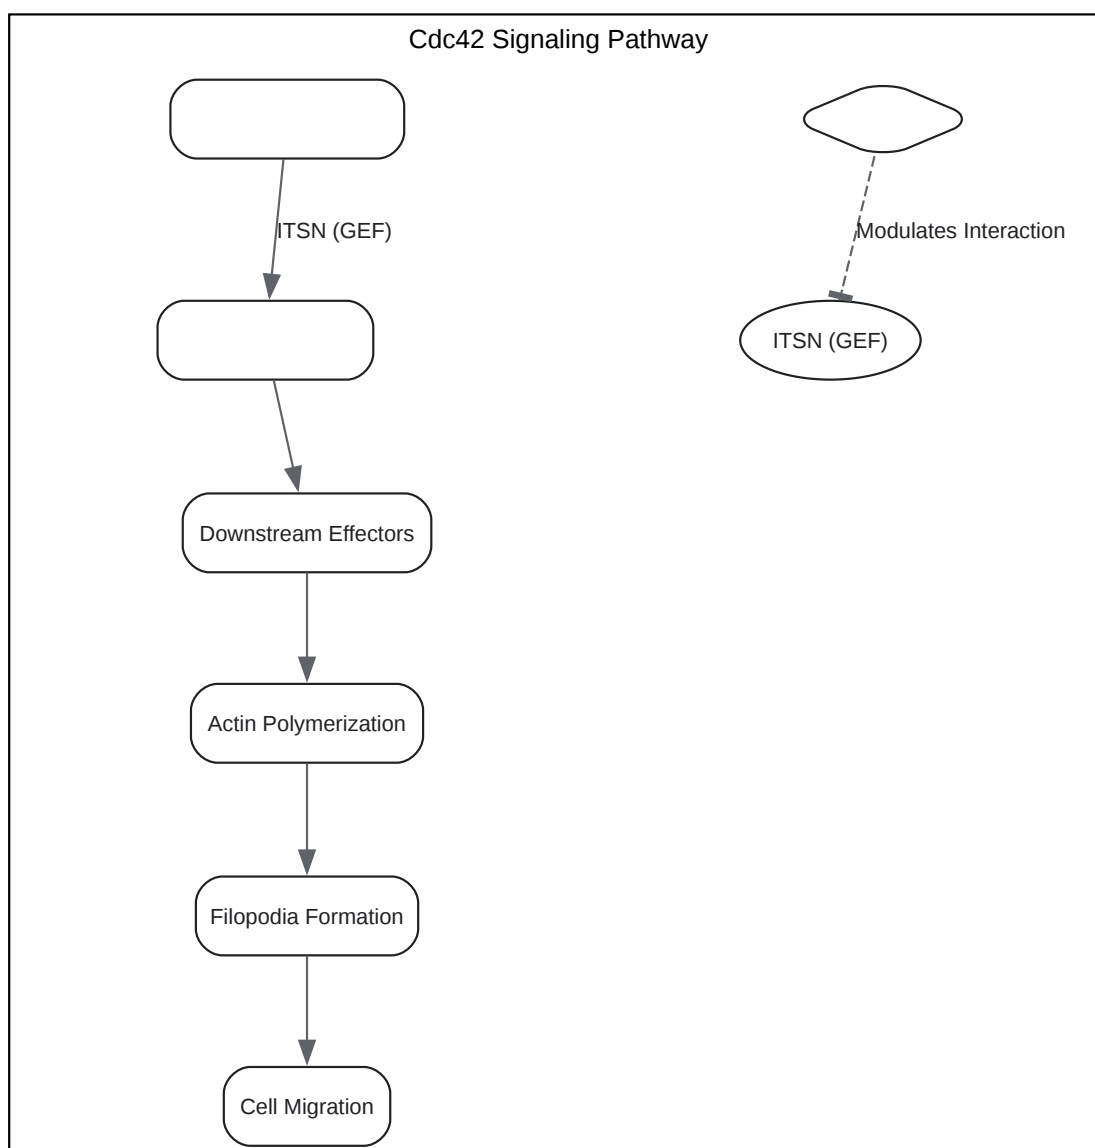 Cdc42 Signaling Pathway
ITSN (GEF)
Modulates Interaction
ITSN (GEF)
Downstream Effectors
Actin Polymerization
Filopodia Formation
Cell Migration